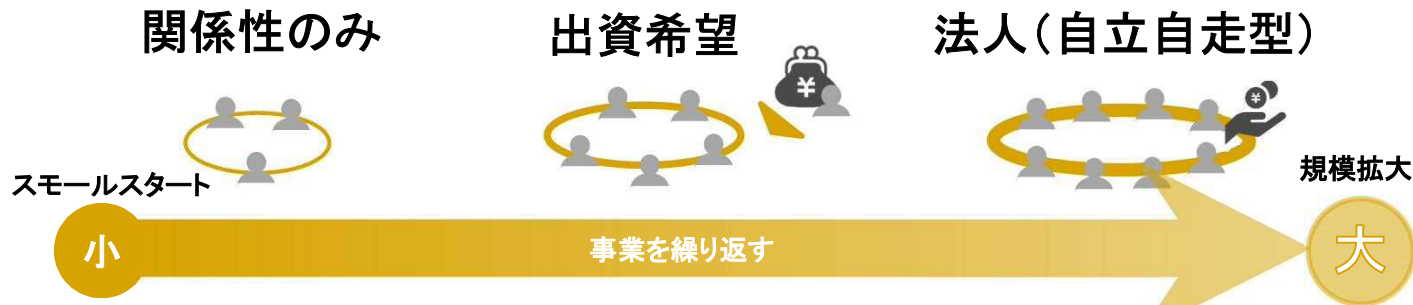 関係性のみ
出資希望
法人（自立自走型）
¥
¥
スモールスタート
規模拡大
小
事業を繰り返す
大